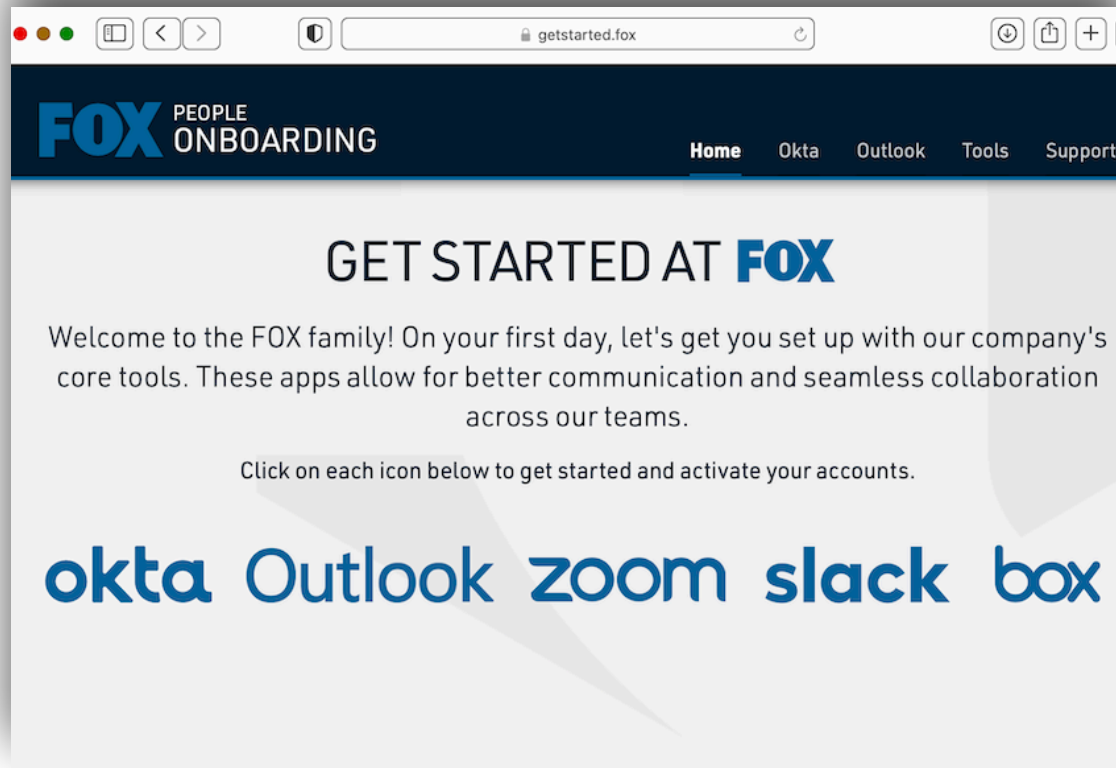 getstarted.fox
FOX PEOPLE
ONBOARDING
Home Okta Outlook Tools Support
GET STARTED AT FOX
Welcome to the FOX family! On your first day, let's get you set up with our company's
core tools. These apps allow for better communication and seamless collaboration
across our teams.
Click on each icon below to get started and activate your accounts.
okta Outlook zoom slack box